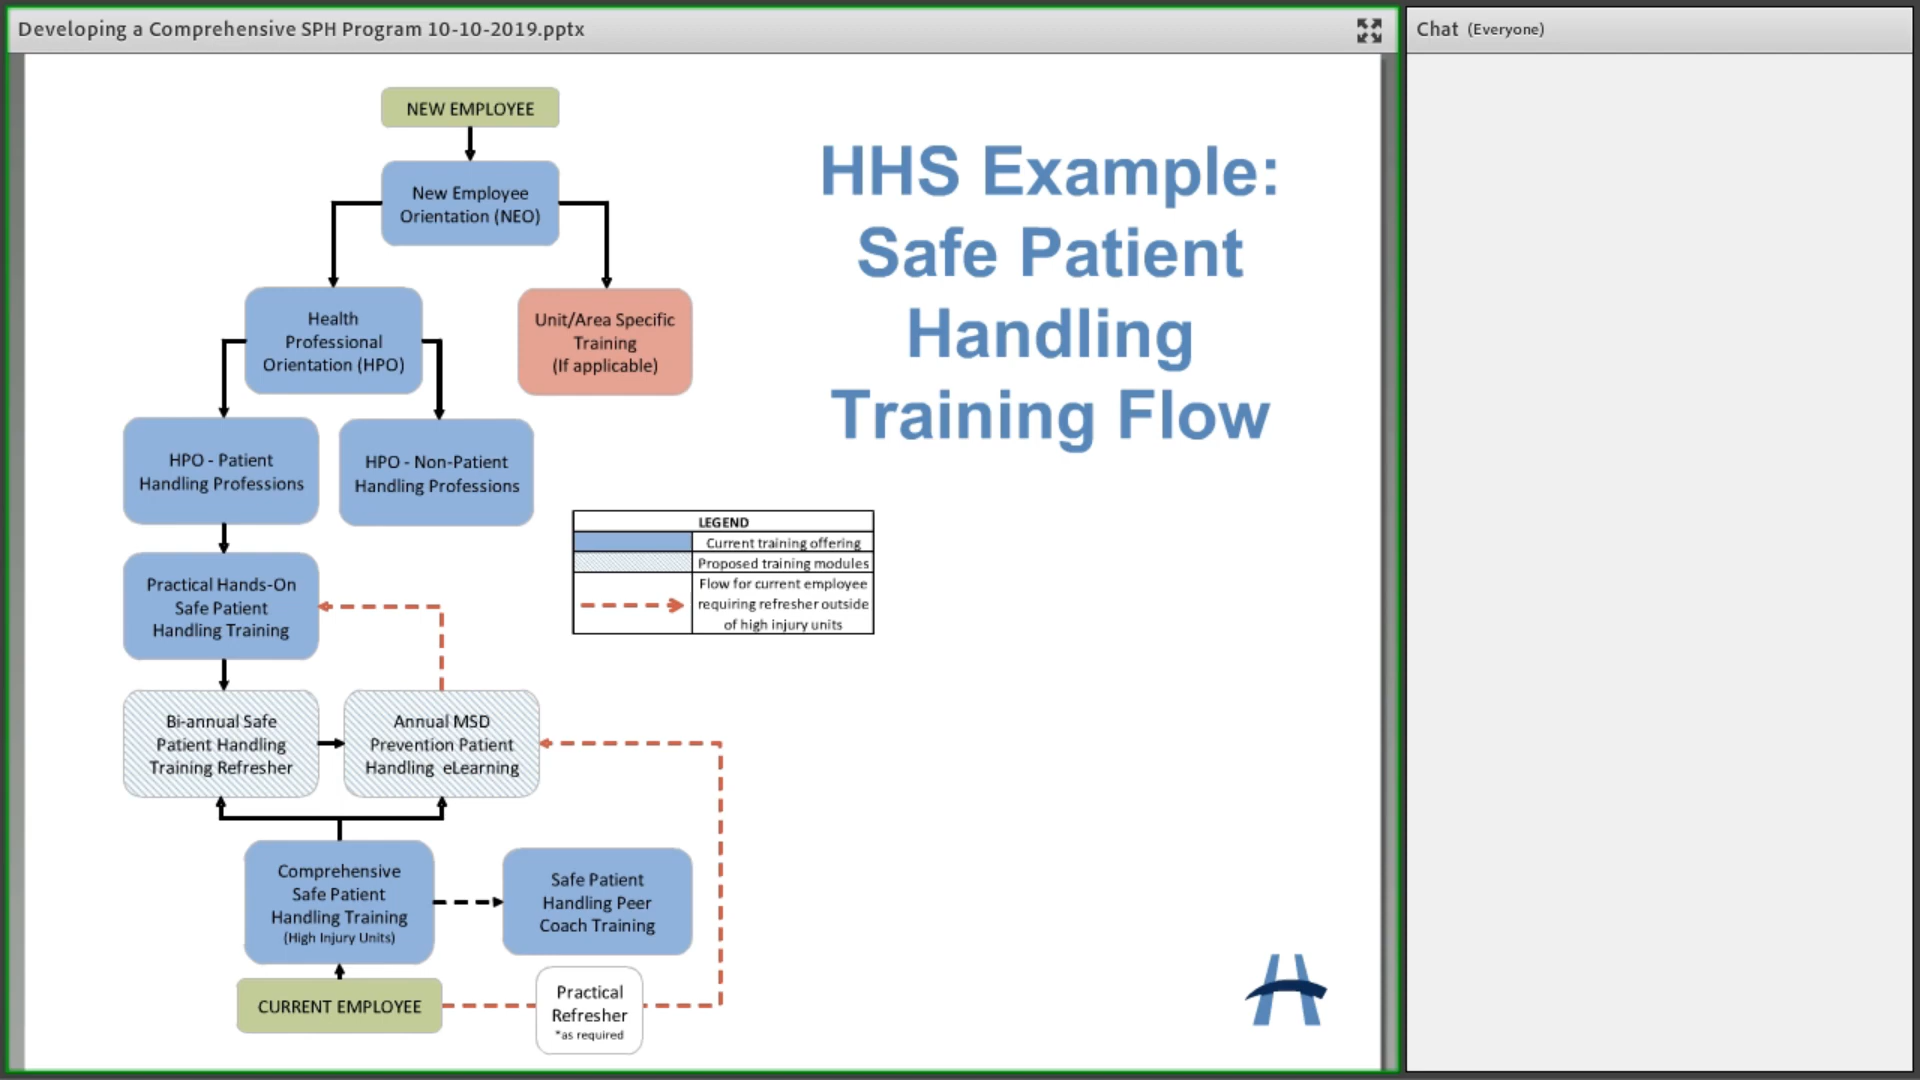 Developing a Comprehensive SPH Program 10-10-2019.pptx
Chat (Everyone)
NEW EMPLOYEE
HHS Example:
Safe Patient
Handling
Training Flow
New Employee
Orientation (NEO)
Health
Professional
Orientation (HPO)
Unit/Area Specific
Training
(If applicable)
HPO - Patient
Handling Professions
HPO - Non-Patient
Handling Professions
LEGEND
Current training offering
Proposed training modules
Flow for current employee
requiring refresher outside
of high injury units
Practical Hands-On
Safe Patient
Handling Training
Bi-annual Safe
Patient Handling
Training Refresher
Annual MSD
Prevention Patient
Handling eLearning
Comprehensive
Safe Patient
Handling Training
(High Injury Units)
Safe Patient
Handling Peer
Coach Training
CURRENT EMPLOYEE
Practical
Refresher
*as required